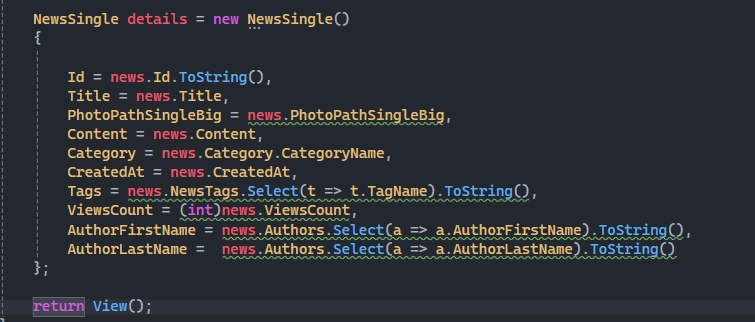 NewsSingle details = new NewsSingle()
{
Id = news.Id.ToString(),
Title = news.Title,
PhotoPathSingleBig = news.PhotoPathSingleBig,
Content = news.Content,
Category = news.Category.CategoryName,
CreatedAt = news.CreatedAt,
Tags = news.NewsTags.Select(t => t.TagName).ToString(),
ViewsCount = (int)news.ViewsCount,
AuthorFirstName = news.Authors.Select(a => a.AuthorFirstName).ToString(),
AuthorLastName =  news.Authors.Select(a => a.AuthorLastName).ToString()
};
return View();